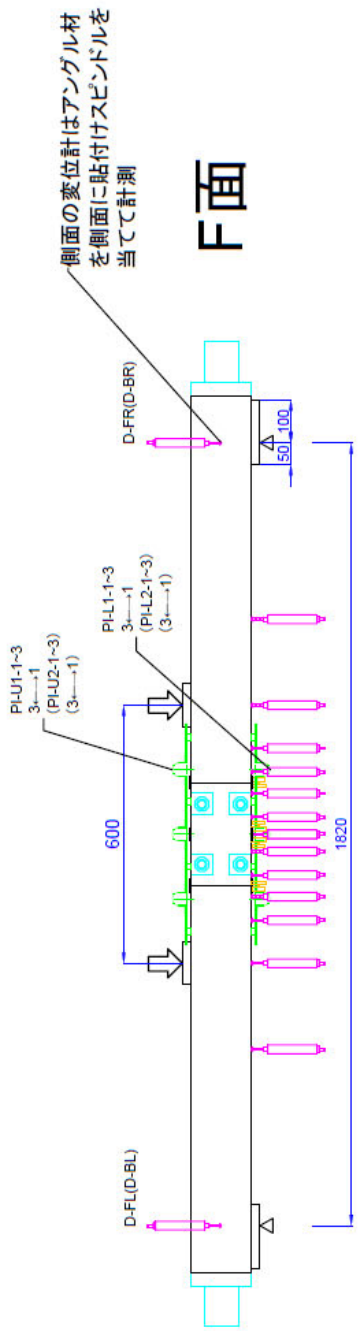 側面の変位計はアングル材
を側面に貼付けスピンドルを
当てて計測
F面
D-FL(D-BL)
PI-U1-1~3
3←→1
(PI-U2-1~3)
(3←→1)
PI-L1-1~3
3←→1
(PI-L2-1~3)
(3←→1)
D-FR(D-BR)
600
50
100
1820